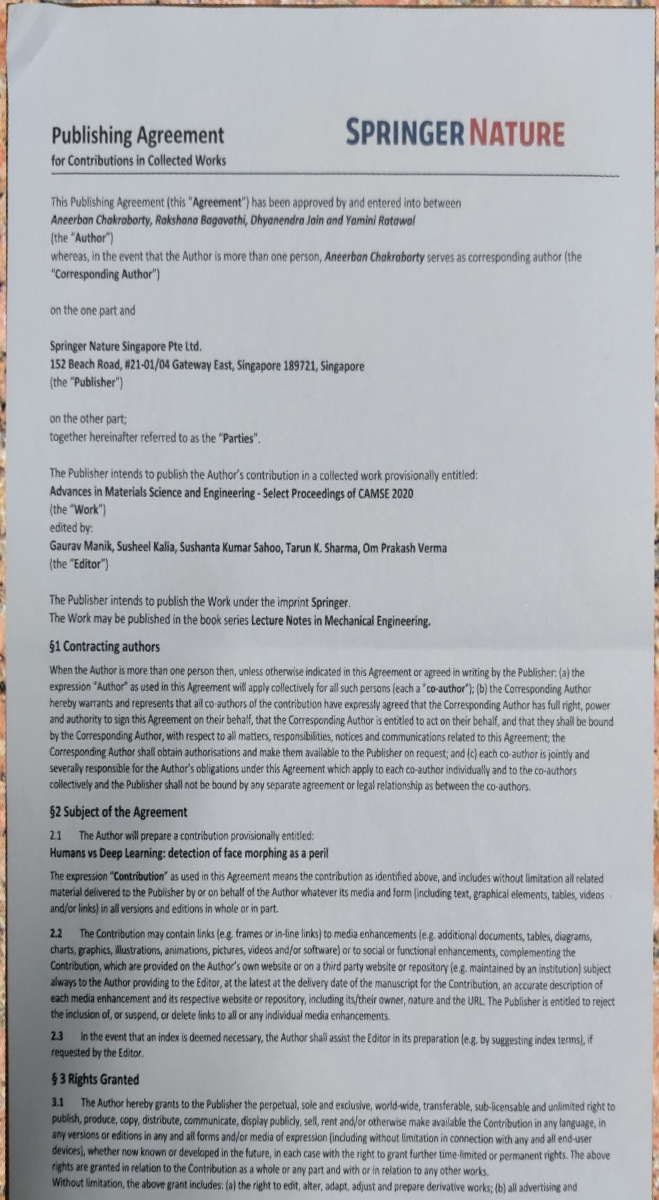 Publishing Agreement
SPRINGER NATURE
for Contributions in Collected Works
This Publishing Agreement (this "Agreement") has been approved by and entered into between
Aneerban Chakraborty, Rakshana Bagavathi, Dhyanendra Jain and Yamini Ratawal
(the "Author")
whereas, in the event that the Author is more than one person, Aneerban Chakraborty serves as corresponding author (the
"Corresponding Author")
on the one part and
Springer Nature Singapore Pte Ltd.
152 Beach Road, #21-01/04 Gateway East, Singapore 189721, Singapore
(the "Publisher")
on the other part;
together hereinafter referred to as the "Parties".
The Publisher intends to publish the Author's contribution in a collected work provisionally entitled:
Advances in Materials Science and Engineering - Select Proceedings of CAMSE 2020
(the "Work")
edited by:
Gaurav Manik, Susheel Kalia, Sushanta Kumar Sahoo, Tarun K. Sharma, Om Prakash Verma
(the "Editor")
The Publisher intends to publish the Work under the imprint Springer.
The Work may be published in the book series Lecture Notes in Mechanical Engineering.
§1 Contracting authors
When the Author is more than one person then, unless otherwise indicated in this Agreement or agreed in writing by the Publisher: (a) the
expression "Author" as used in this Agreement will apply collectively for all such persons (each a "co-author"); (b) the Corresponding Author
hereby warrants and represents that all co-authors of the contribution have expressly agreed that the Corresponding Author has full right, power
and authority to sign this Agreement on their behalf, that the Corresponding Author is entitled to act on their behalf, and that they shall be bound
by the Corresponding Author, with respect to all matters, responsibilities, notices and communications related to this Agreement; the
Corresponding Author shall obtain authorisations and make them available to the Publisher on request; and (c) each co-author is jointly and
severally responsible for the Author's obligations under this Agreement which apply to each co-author individually and to the co-authors
collectively and the Publisher shall not be bound by any separate agreement or legal relationship as between the co-authors.
§2 Subject of the Agreement
2.1 The Author will prepare a contribution provisionally entitled:
Humans vs Deep Learning: detection of face morphing as a peril
The expression "Contribution" as used in this Agreement means the contribution as identified above, and includes without limitation all related
material delivered to the Publisher by or on behalf of the Author whatever its media and form (including text, graphical elements, tables, videos
and/or links) in all versions and editions in whole or in part.
2.2 The Contribution may contain links (e.g. frames or in-line links) to media enhancements (e.g. additional documents, tables, diagrams,
charts, graphics, illustrations, animations, pictures, videos and/or software) or to social or functional enhancements, complementing the
Contribution, which are provided on the Author's own website or on a third party website or repository (e.g. maintained by an institution) subject
always to the Author providing to the Editor, at the latest at the delivery date of the manuscript for the Contribution, an accurate description of
each media enhancement and its respective website or repository, including its/their owner, nature and the URL. The Publisher is entitled to reject
the inclusion of, or suspend, or delete links to all or any individual media enhancements.
2.3 In the event that an index is deemed necessary, the Author shall assist the Editor in its preparation (e.g. by suggesting index terms), if
requested by the Editor.
§ 3 Rights Granted
3.1 The Author hereby grants to the Publisher the perpetual, sole and exclusive, world-wide, transferable, sub-licensable and unlimited right to
publish, produce, copy, distribute, communicate, display publicly, sell, rent and/or otherwise make available the Contribution in any language, in
any versions or editions in any and all forms and/or media of expression (including without limitation in connection with any and all end-user
devices), whether now known or developed in the future, in each case with the right to grant further time-limited or permanent rights. The above
rights are granted in relation to the Contribution as a whole or any part and with or in relation to any other works.
Without limitation, the above grant includes: (a) the right to edit, alter, adapt, adjust and prepare derivative works; (b) all advertising and